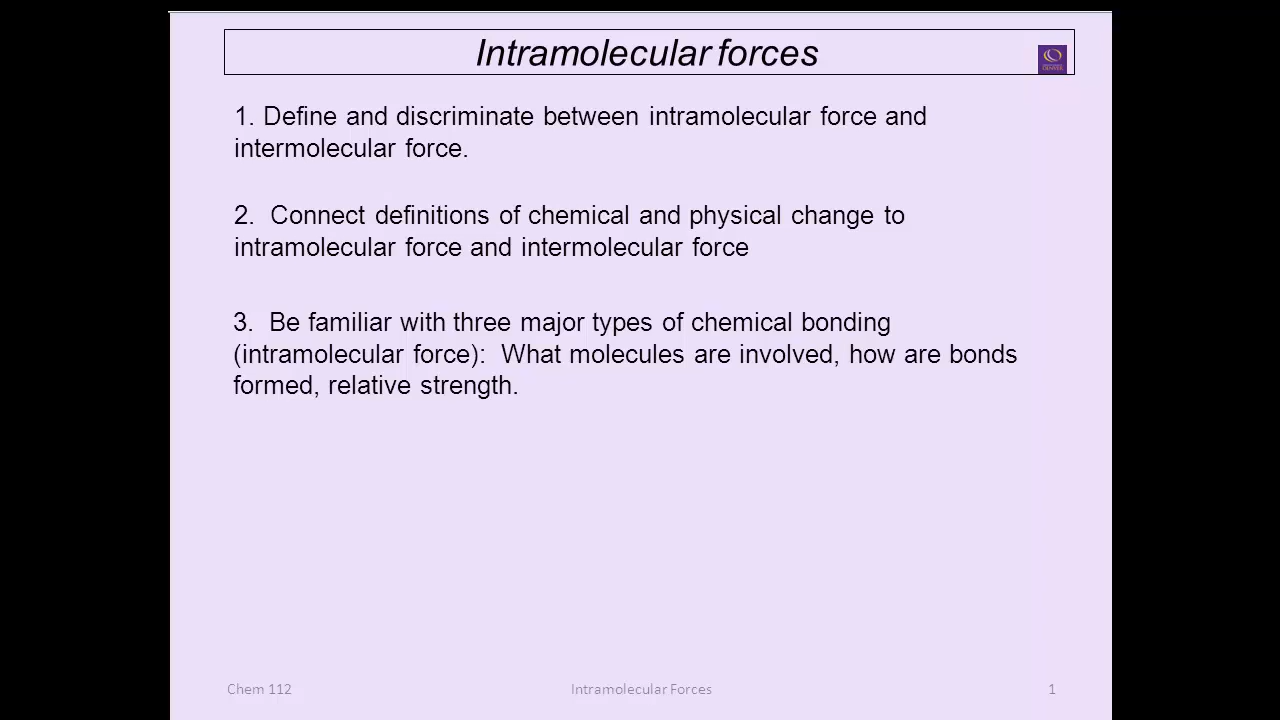 Intramolecular forces
1. Define and discriminate between intramolecular force and
intermolecular force.
2. Connect definitions of chemical and physical change to
intramolecular force and intermolecular force
3. Be familiar with three major types of chemical bonding
(intramolecular force): What molecules are involved, how are bonds
formed, relative strength.
Chem 112
Intramolecular Forces
1